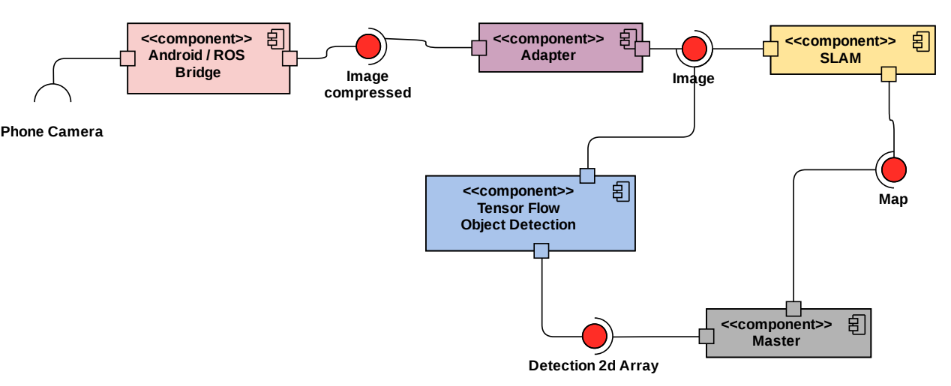 <<component>>
Android / ROS
Bridge
Image
compressed
<<component>>
Adapter
Image
<<component>>
SLAM
Phone Camera
<<component>>
Tensor Flow
Object Detection
Map
<<component>>
Master
Detection 2d Array